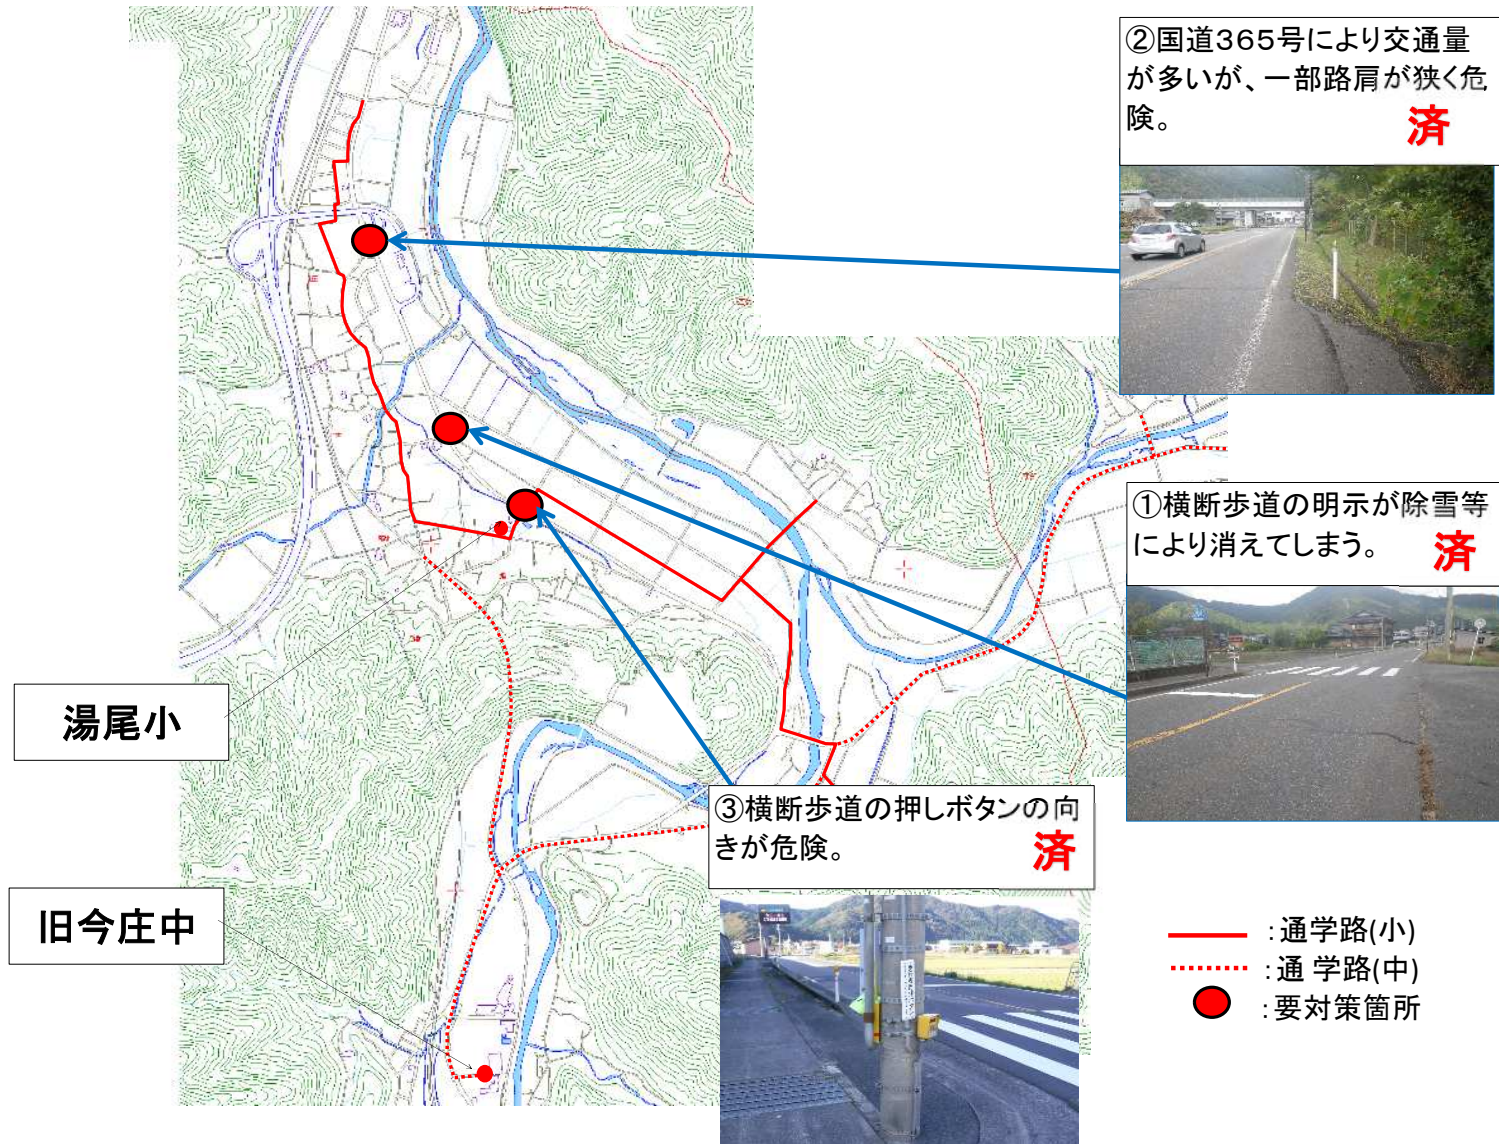 ②国道365号により交通量
が多いが、一部路肩が狭く危
険。
済
①横断歩道の明示が除雪等
により消えてしまう。
済
湯尾小
③横断歩道の押しボタンの向
きが危険。
済
旧今庄中
:通学路(小)
:通 学路(中)
:要対策箇所